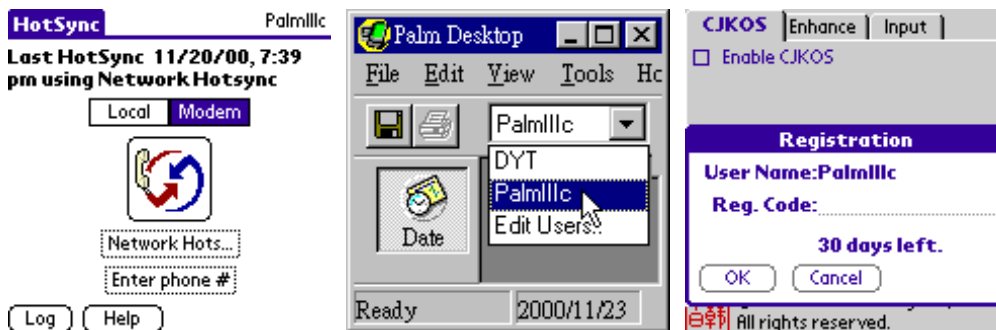 HotSync
PalmIIIc
Last HotSync 11/20/00, 7:39
pm using Network Hotsync
Local Modem
Network Hots...
Enter phone #
Log Help
Palm Desktop
File Edit View Tools
PalmIIIc
DYT
PalmIIIc
Edit Users..
Date
Ready 2000/11/23
CJKOS Enhance Input
Enable CJKOS
Registration
User Name:PalmIIIc
Reg. Code:
30 days left.
OK Cancel
All rights reserved.